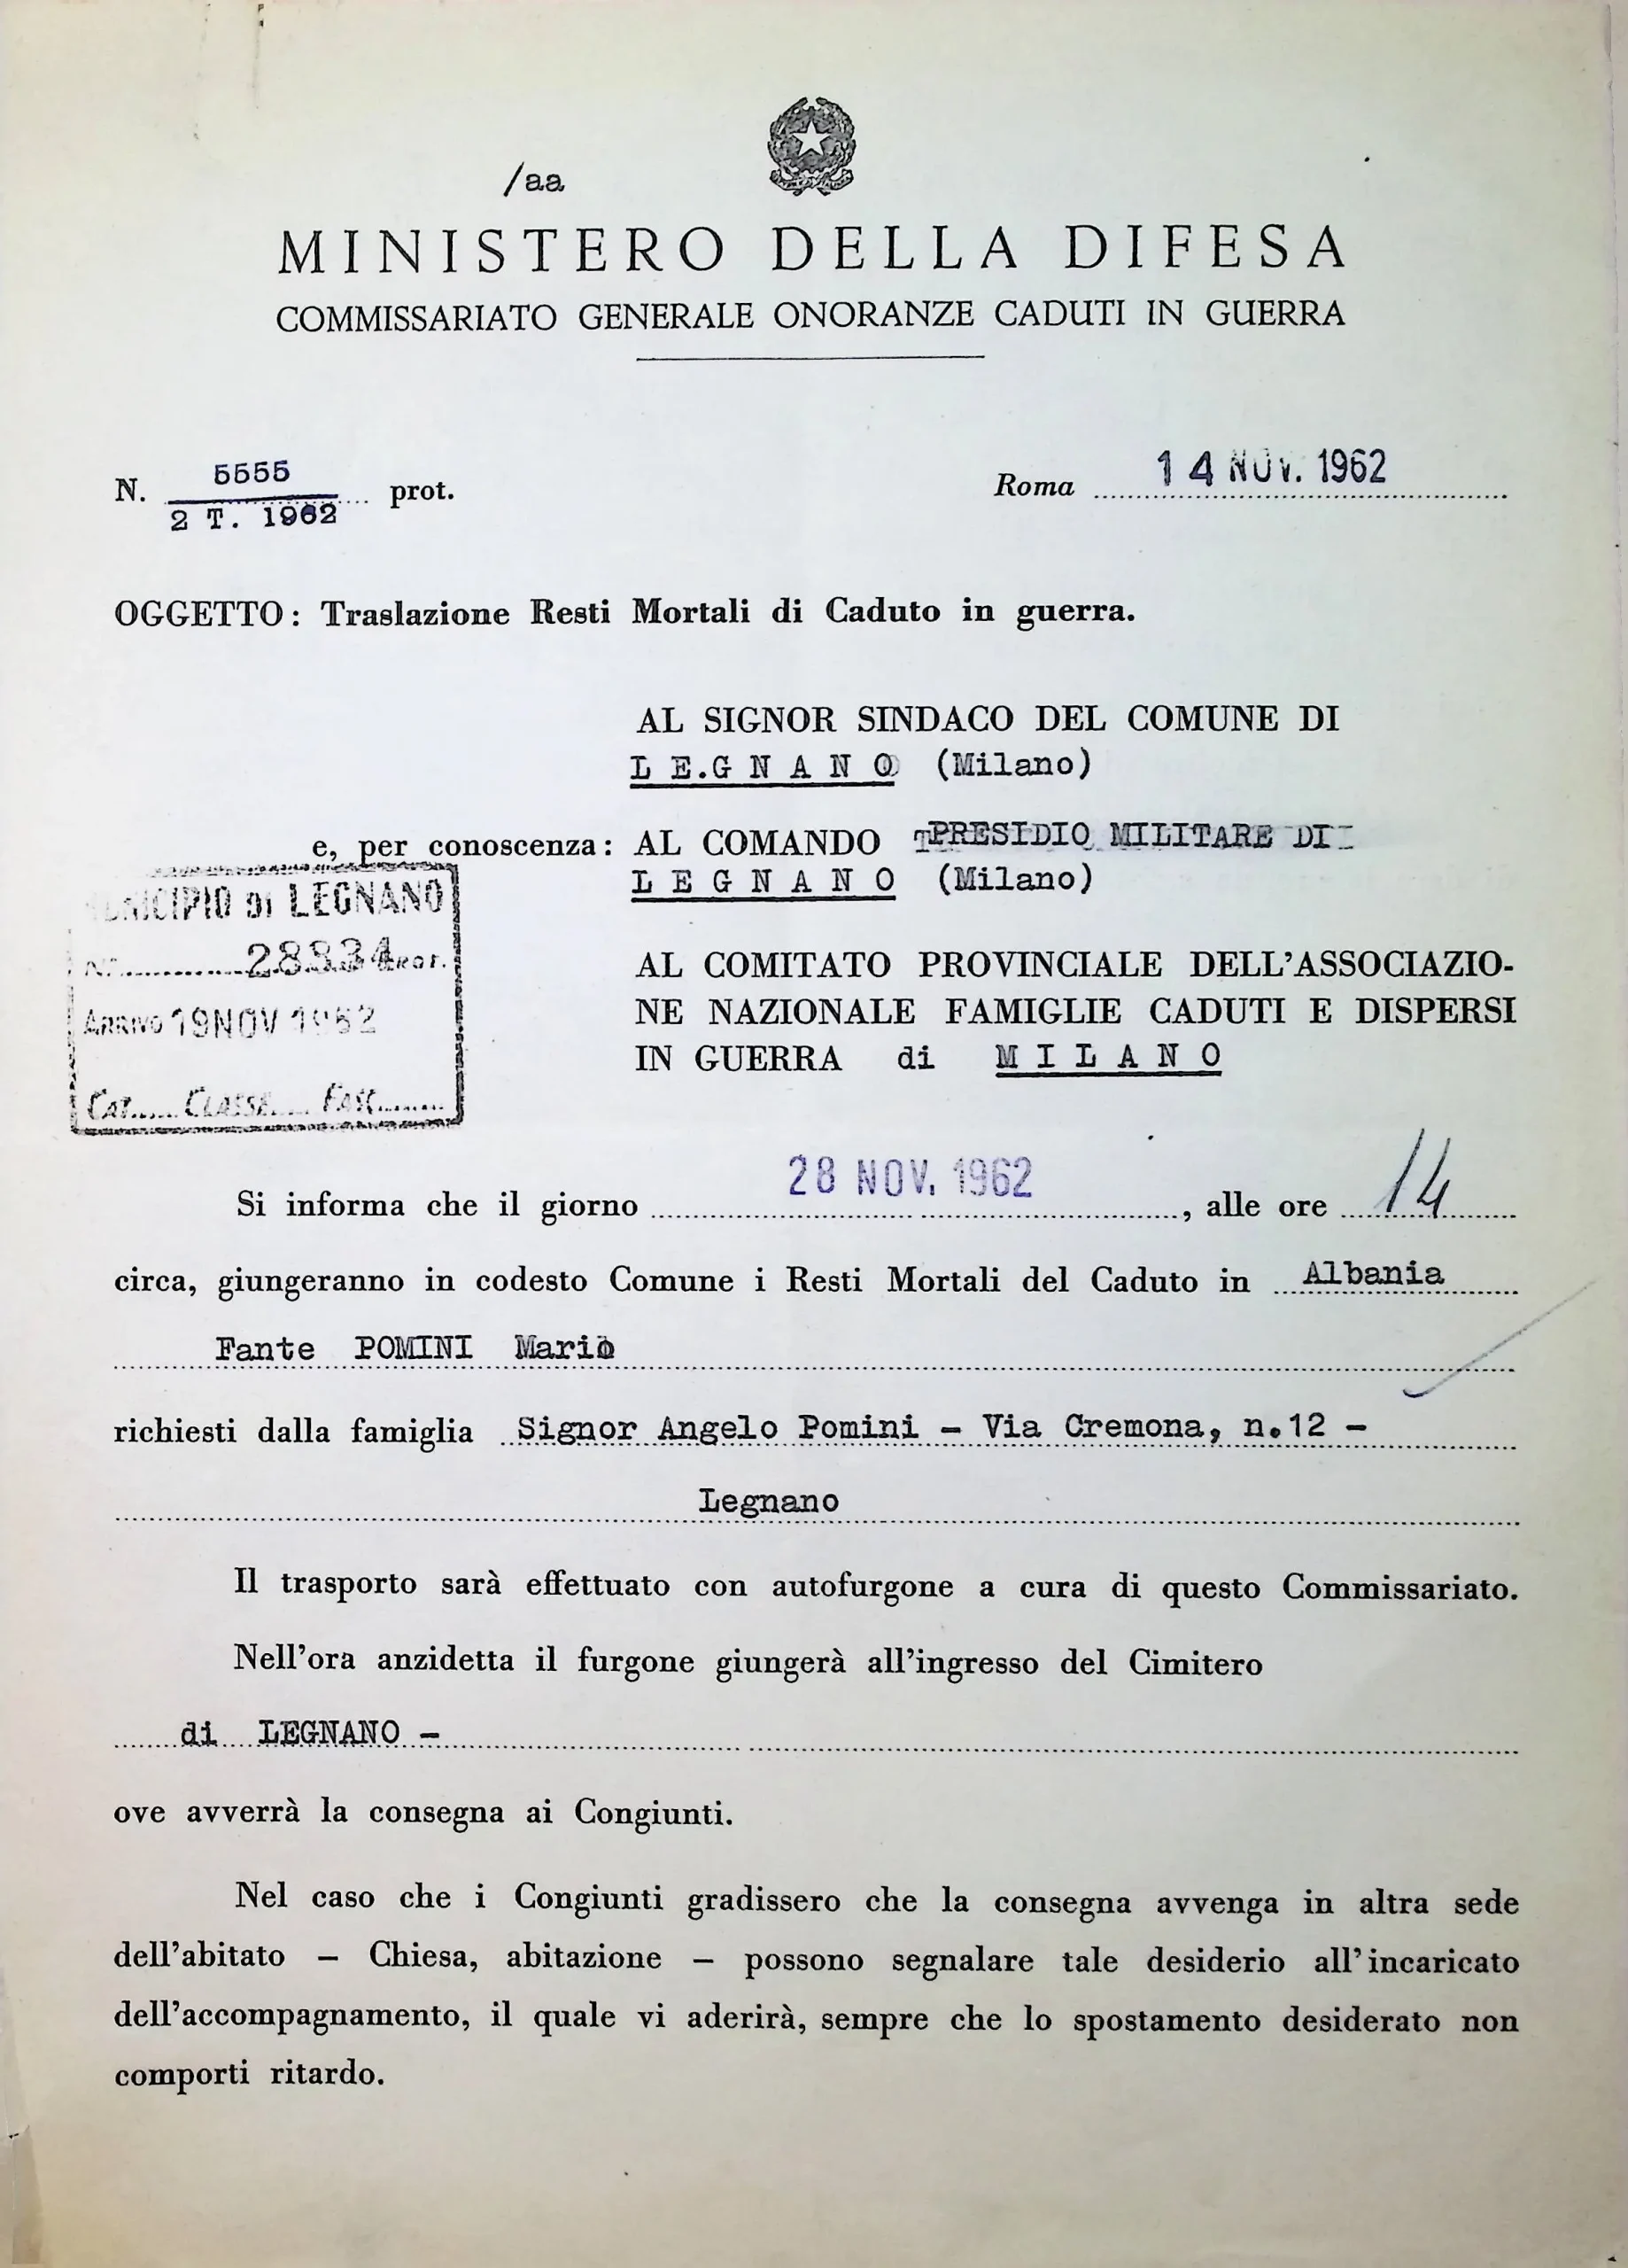 /aa
MINISTERO DELLA DIFESA
COMMISSARIATO GENERALE ONORANZE CADUTI IN GUERRA
N. 5555 prot.
2 T. 1962
Roma 14 NOV. 1962
OGGETTO: Traslazione Resti Mortali di Caduto in guerra.
AL SIGNOR SINDACO DEL COMUNE DI
L E.G N A N O (Milano)
e, per conoscenza: AL COMANDO PRESIDIO MILITARE DI
L E G N A N O (Milano)
MUNICIPIO DI LEGNANO
N. 28834 PROT.
ARRIVO 19 NOV 1962
CAT. CLASSE FASC.
AL COMITATO PROVINCIALE DELL'ASSOCIAZIO-
NE NAZIONALE FAMIGLIE CADUTI E DISPERSI
IN GUERRA di M I L A N O
Si informa che il giorno 28 NOV. 1962, alle ore 14
circa, giungeranno in codesto Comune i Resti Mortali del Caduto in Albania
Fante POMINI Mario
richiesti dalla famiglia Signor Angelo Pomini - Via Cremona, n.12 -
Legnano
Il trasporto sarà effettuato con autofurgone a cura di questo Commissariato.
Nell'ora anzidetta il furgone giungerà all'ingresso del Cimitero
di LEGNANO -
ove avverrà la consegna ai Congiunti.
Nel caso che i Congiunti gradissero che la consegna avvenga in altra sede
dell'abitato – Chiesa, abitazione – possono segnalare tale desiderio all'incaricato
dell'accompagnamento, il quale vi aderirà, sempre che lo spostamento desiderato non
comporti ritardo.